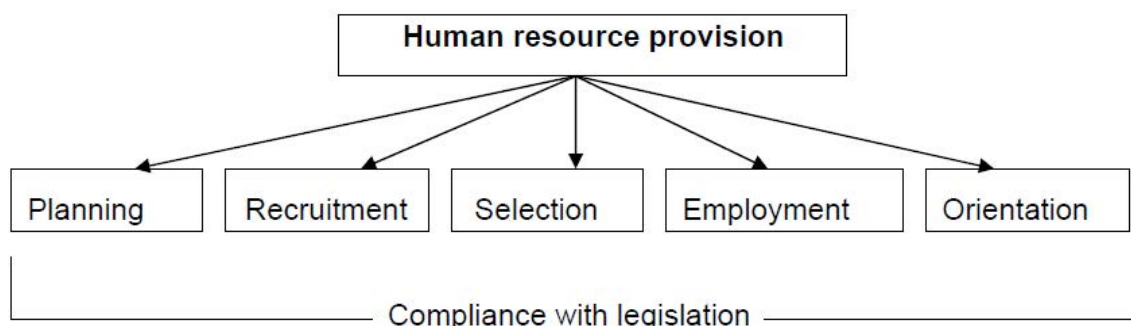 Human resource provision
Planning
Recruitment
Selection
Employment
Orientation
Compliance with legislation